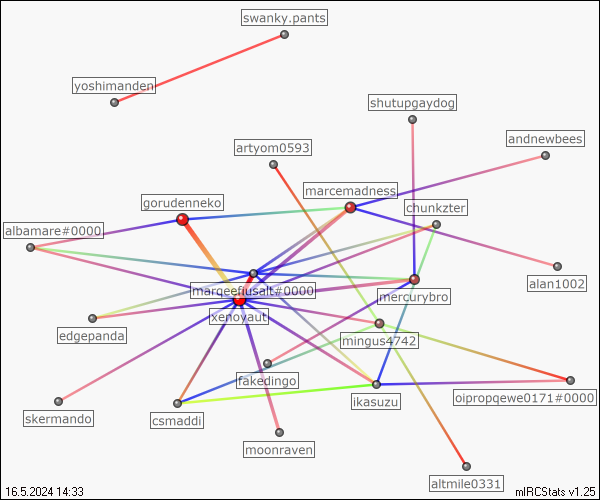 swanky.pants
yoshimanden
shutupgaydog
andnewbees
artyom0593
marcemadness
gorudenneko
chunkzter
albamare#0000
alan1002
marqeeflusalt#0000
mercurybro
xenoyaut
edgepanda
mingus4742
fakedingo
ikasuzu
oipropqewe0171#0000
skermando
csmaddi
moonraven
altmile0331
16.5.2024 14:33
mIRCStats v1.25